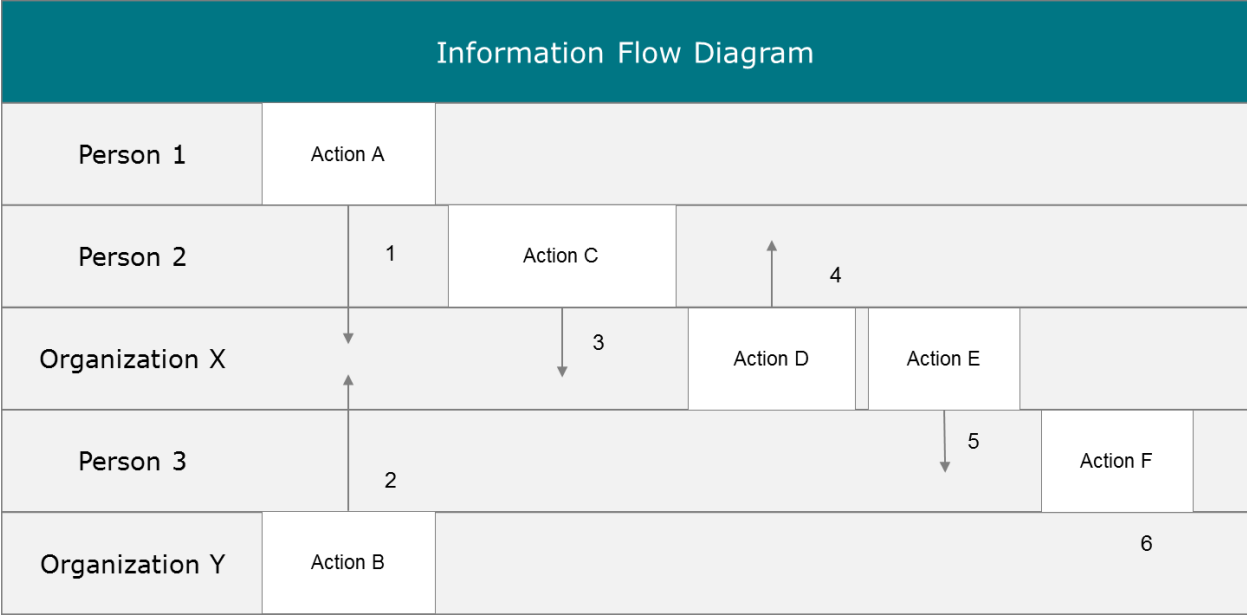 Information Flow Diagram
Person 1
Action A
Person 2
1
Action C
4
Organization X
3
Action D
Action E
Person 3
2
5
Action F
Organization Y
Action B
6